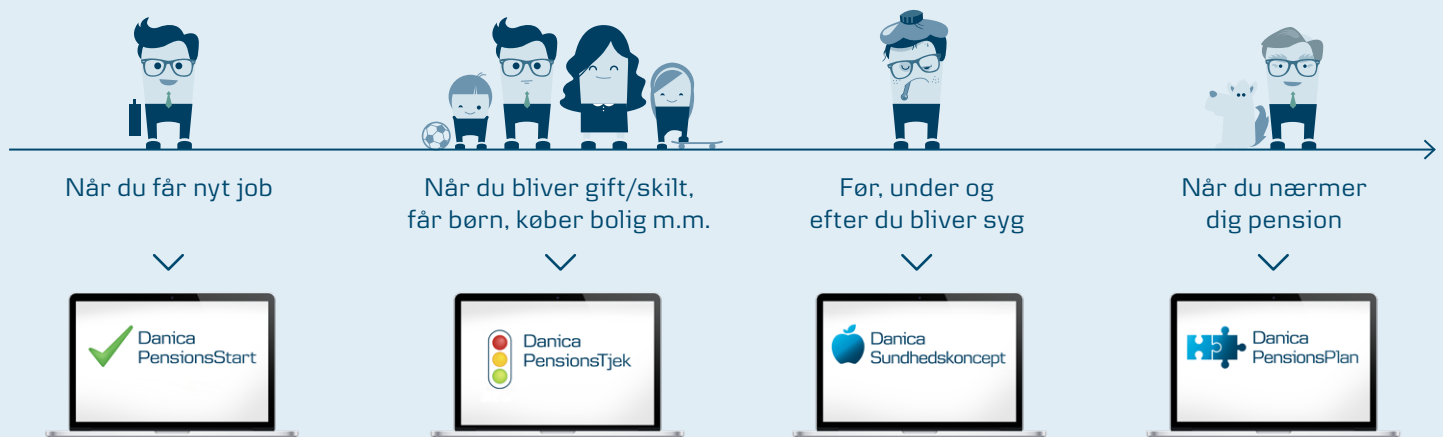 Når du får nyt job
Når du bliver gift/skilt,
får børn, køber bolig m.m.
Før, under og
efter du bliver syg
Når du nærmer
dig pension
Danica
PensionsStart
Danica
PensionsTjek
Danica
Sundhedskoncept
Danica
PensionsPlan